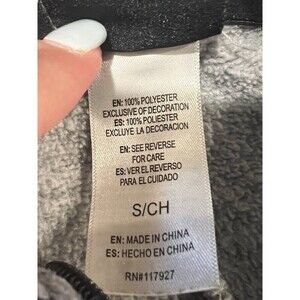 EN: 100% POLYESTER
EXCLUSIVE OF DECORATION
ES: 100% POLYESTER
EXCLUYE LA DECORACION
EN: SEE REVERSE
FOR CARE
ES: VER EL REVERSO
PARA EL CUIDADO
S/CH
EN: MADE IN CHINA
ES: HECHO EN CHINA
RN#117927